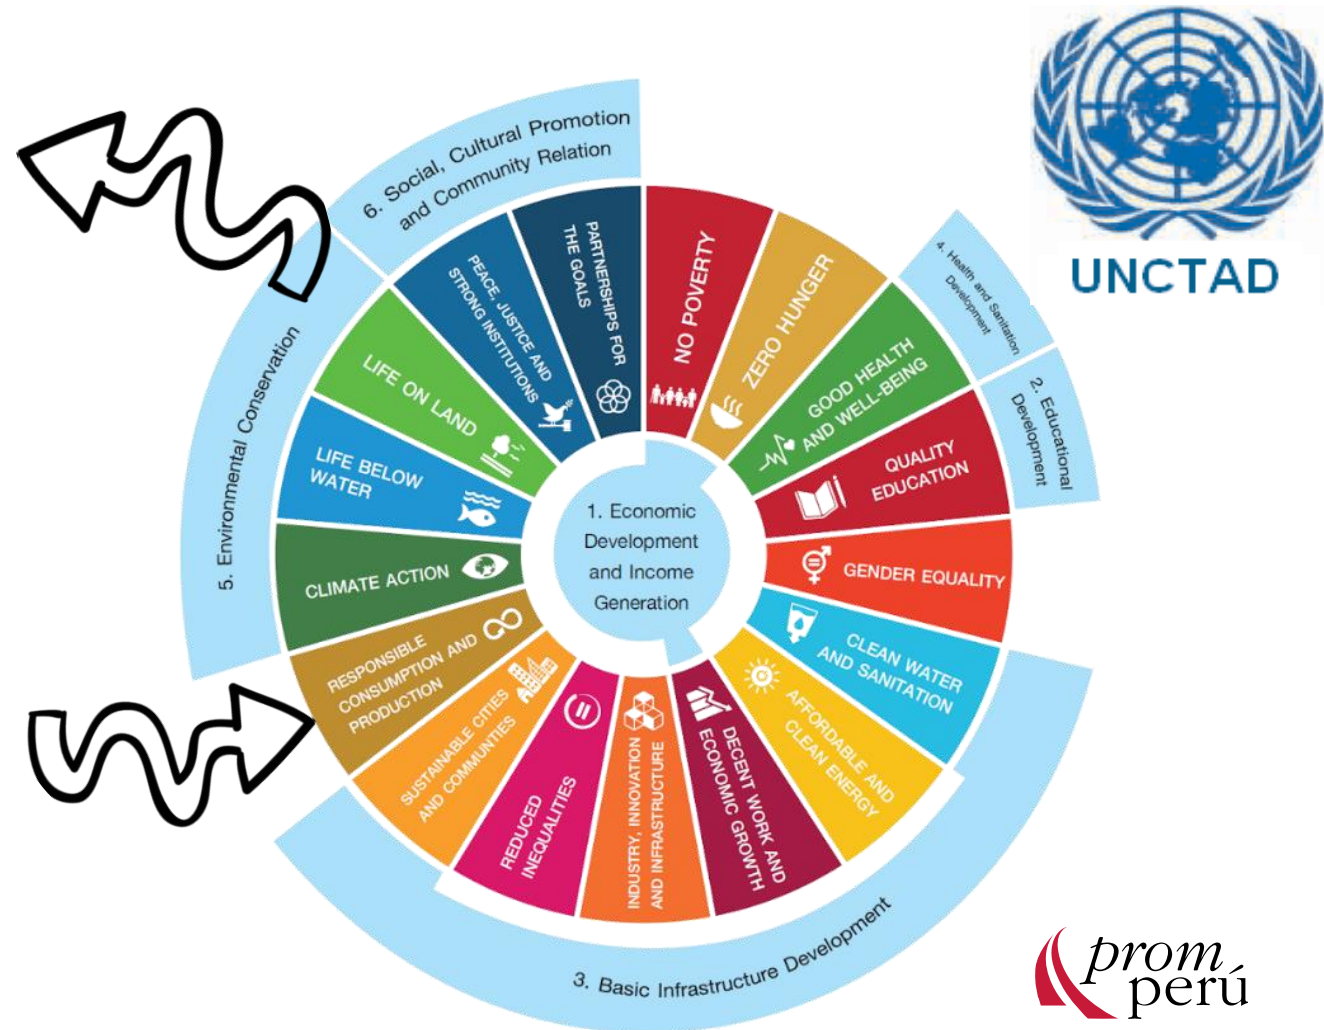 6. Social, Cultural Promotion
and Community Relation
UNCTAD
4. Health and Sanitation
Development
2. Educational
Development
5. Environmental Conservation
3. Basic Infrastructure Development
1. Economic
Development
and Income
Generation
NO POVERTY
ZERO HUNGER
GOOD HEALTH
AND WELL-BEING
QUALITY
EDUCATION
GENDER EQUALITY
CLEAN WATER
AND SANITATION
AFFORDABLE AND
CLEAN ENERGY
DECENT WORK AND
ECONOMIC GROWTH
INDUSTRY, INNOVATION
AND INFRASTRUCTURE
REDUCED
INEQUALITIES
SUSTAINABLE CITIES
AND COMMUNTIES
RESPONSIBLE
CONSUMPTION AND
PRODUCTION
CLIMATE ACTION
LIFE BELOW
WATER
LIFE ON LAND
PEACE, JUSTICE AND
STRONG INSTITUTIONS
PARTNERSHIPS FOR
THE GOALS
prom
perú